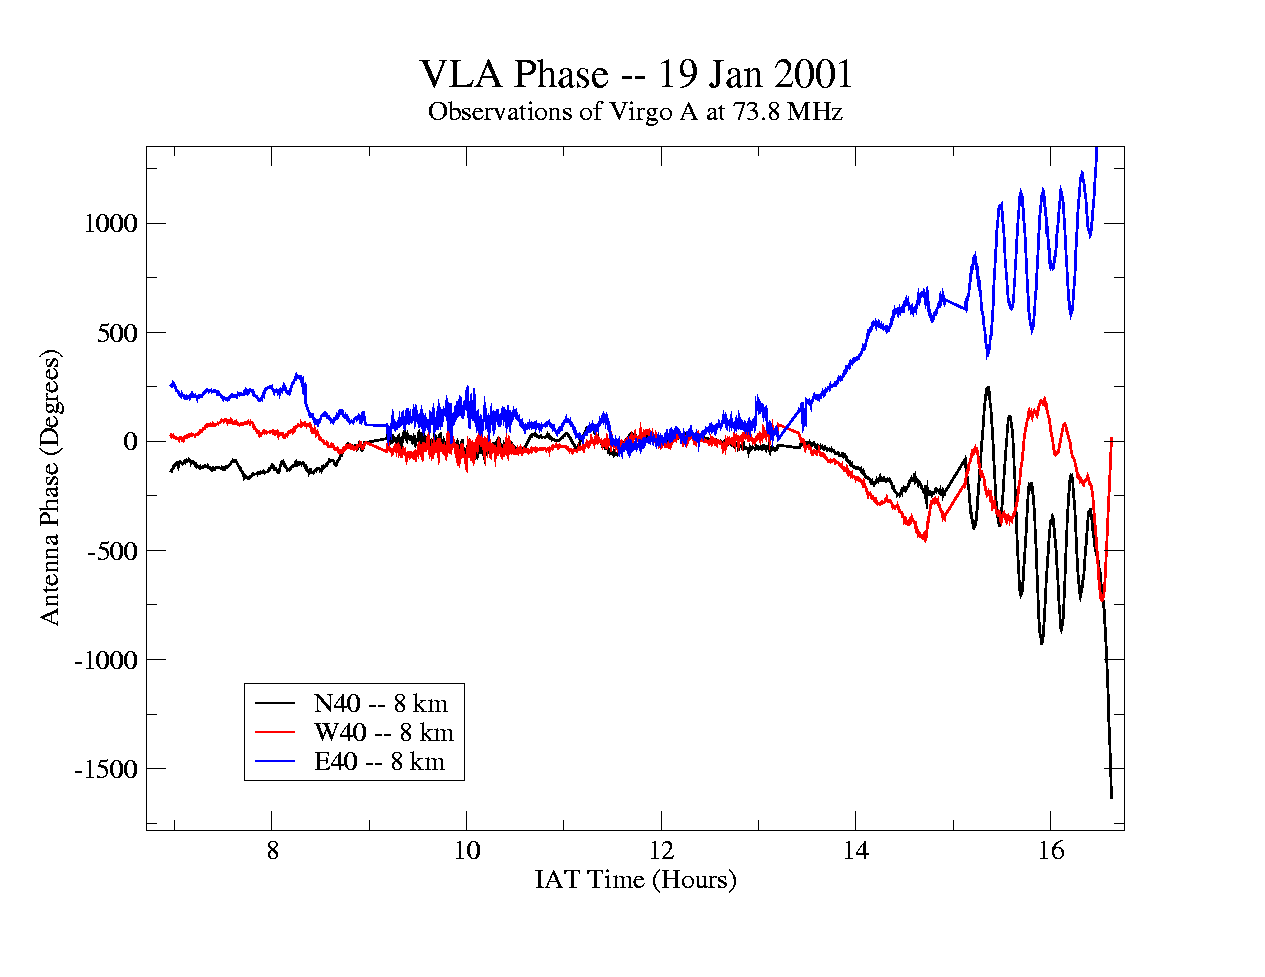 VLA Phase -- 19 Jan 2001
Observations of Virgo A at 73.8 MHz
Antenna Phase (Degrees)
1000
500
0
-500
-1000
-1500
N40 -- 8 km
W40 -- 8 km
E40 -- 8 km
8 10 12 14 16
IAT Time (Hours)